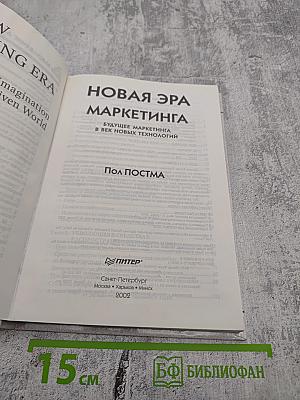 W
NG ERA
magination
ven World
НОВАЯ ЭРА
МАРКЕТИНГА
БУДУЩЕЕ МАРКЕТИНГА
В ВЕК НОВЫХ ТЕХНОЛОГИЙ
Пол ПОСТМА
ПИТЕР®
Санкт-Петербург
Москва • Харьков • Минск
2002
15 см
БФ БИБЛИОФАН